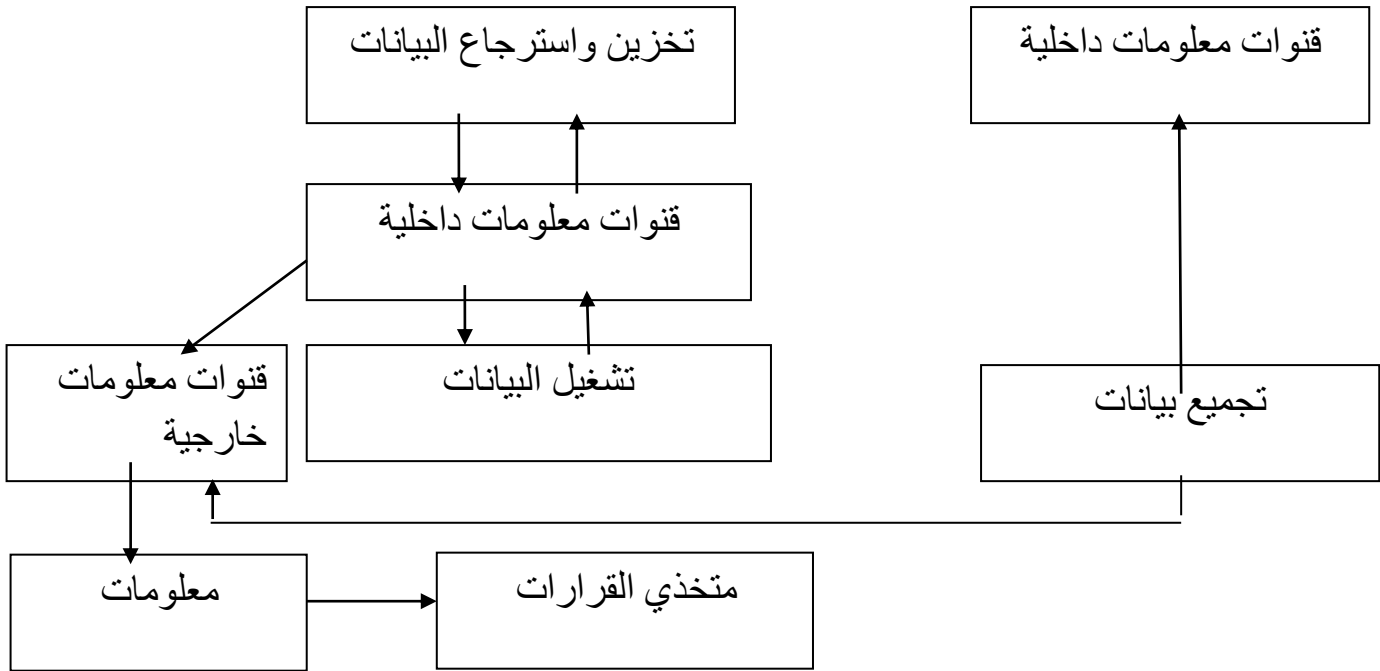 قنوات معلومات داخلية
تخزين واسترجاع البيانات
قنوات معلومات داخلية
تجميع بيانات
تشغيل البيانات
قنوات معلومات
خارجية
متخذي القرارات
معلومات